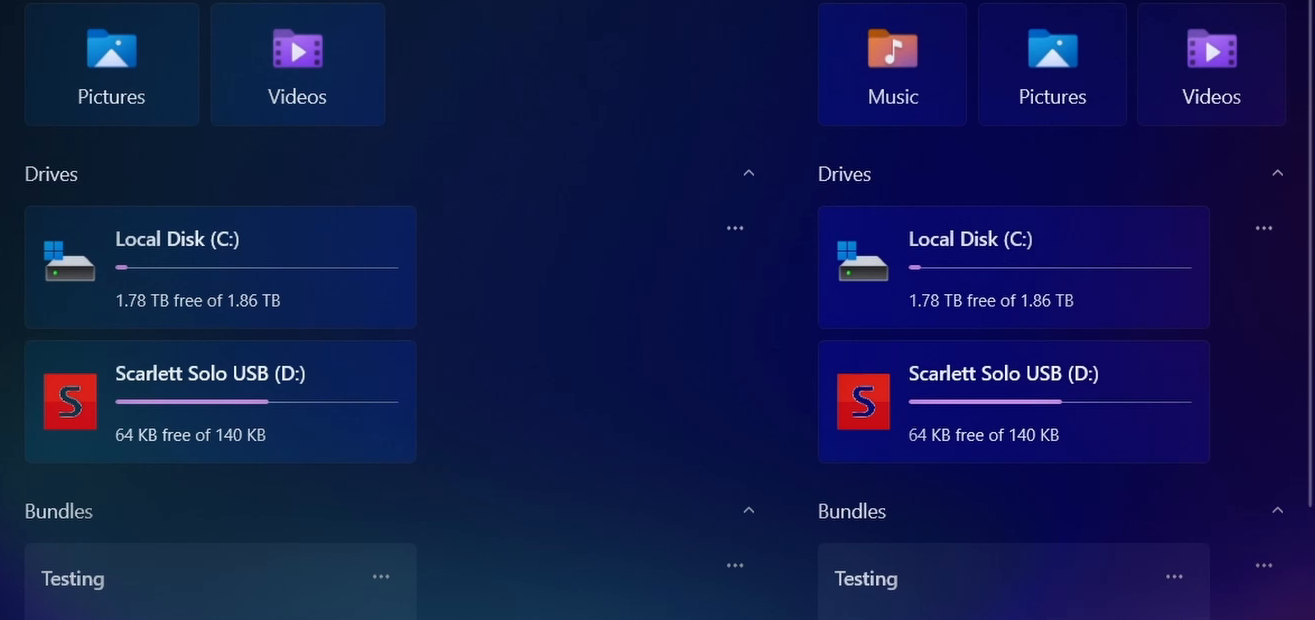 Pictures
Videos
Music
Pictures
Videos
Drives
Drives
Local Disk (C:)
1.78 TB free of 1.86 TB
Local Disk (C:)
1.78 TB free of 1.86 TB
S
Scarlett Solo USB (D:)
64 KB free of 140 KB
S
Scarlett Solo USB (D:)
64 KB free of 140 KB
Bundles
Bundles
Testing
Testing